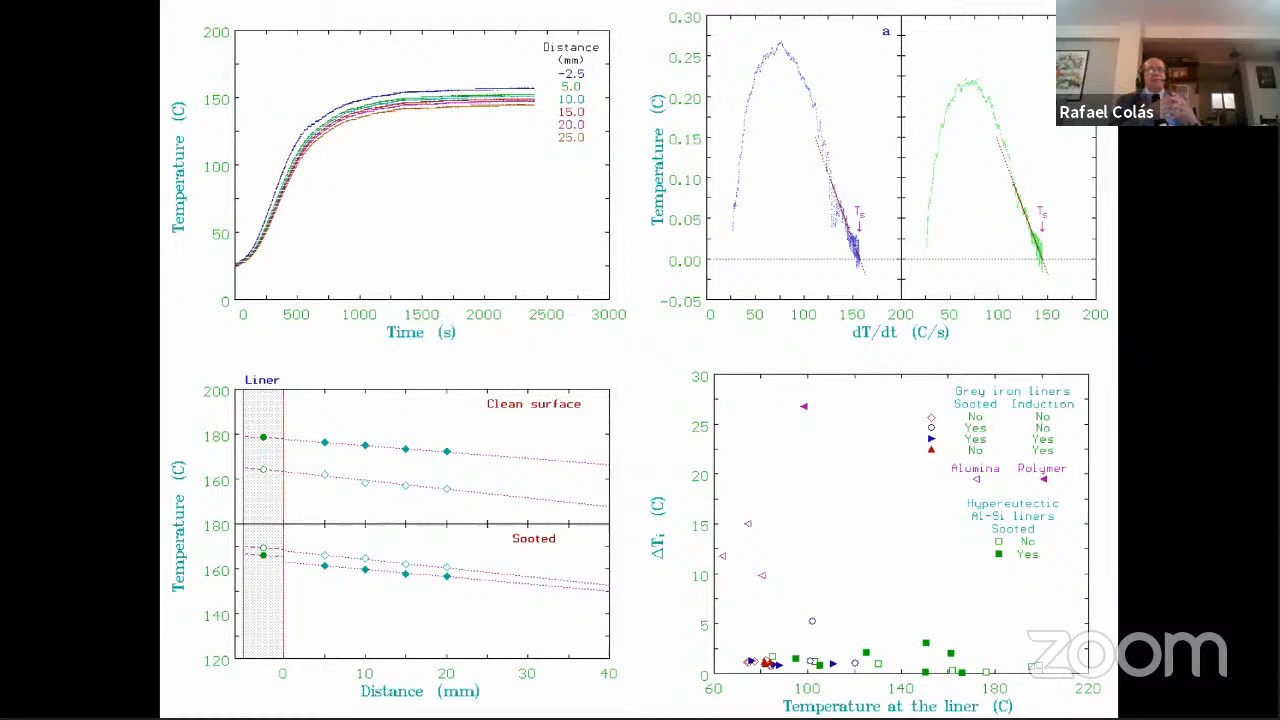 200
150
100
50
0
Temperature (C)
0 500 1000 1500 2000 2500 3000
Time (s)
Distance
(mm)
-2.5
5.0
10.0
15.0
20.0
25.0
0.30
0.25
0.20
0.15
0.10
0.05
0.00
-0.05
Temperature (C)
a
Ts
Ts
0 50 100 150 200 50 100 150 200
dT/dt (C/s)
Rafael Colás
Liner
200
180
160
140
180
160
140
120
Temperature (C)
Temperature (C)
Clean surface
Sooted
0 10 20 30 40
Distance (mm)
30
25
20
15
10
5
0
ΔTi (C)
Grey iron liners
Sooted Induction
No No
Yes No
Yes Yes
No Yes
Alumina Polymer
Hypereutectic
Al-Si liners
Sooted
No
Yes
60 100 140 180 220
Temperature at the liner (C)
zoom